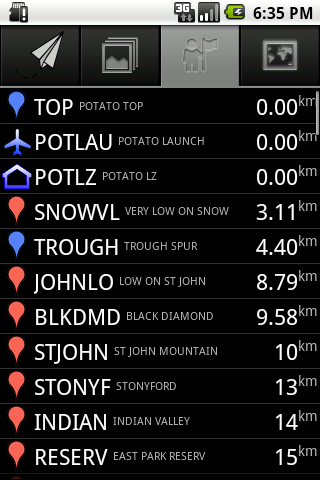 3G 6:35 PM
TOP POTATO TOP 0.00km
POTLAU POTATO LAUNCH 0.00km
POTLZ POTATO LZ 0.00km
SNOWVL VERY LOW ON SNOW 3.11km
TROUGH TROUGH SPUR 4.40km
JOHNLO LOW ON ST JOHN 8.79km
BLKDMD BLACK DIAMOND 9.58km
STJOHN ST JOHN MOUNTAIN 10km
STONYF STONYFORD 13km
INDIAN INDIAN VALLEY 14km
RESERV EAST PARK RESERV 15km